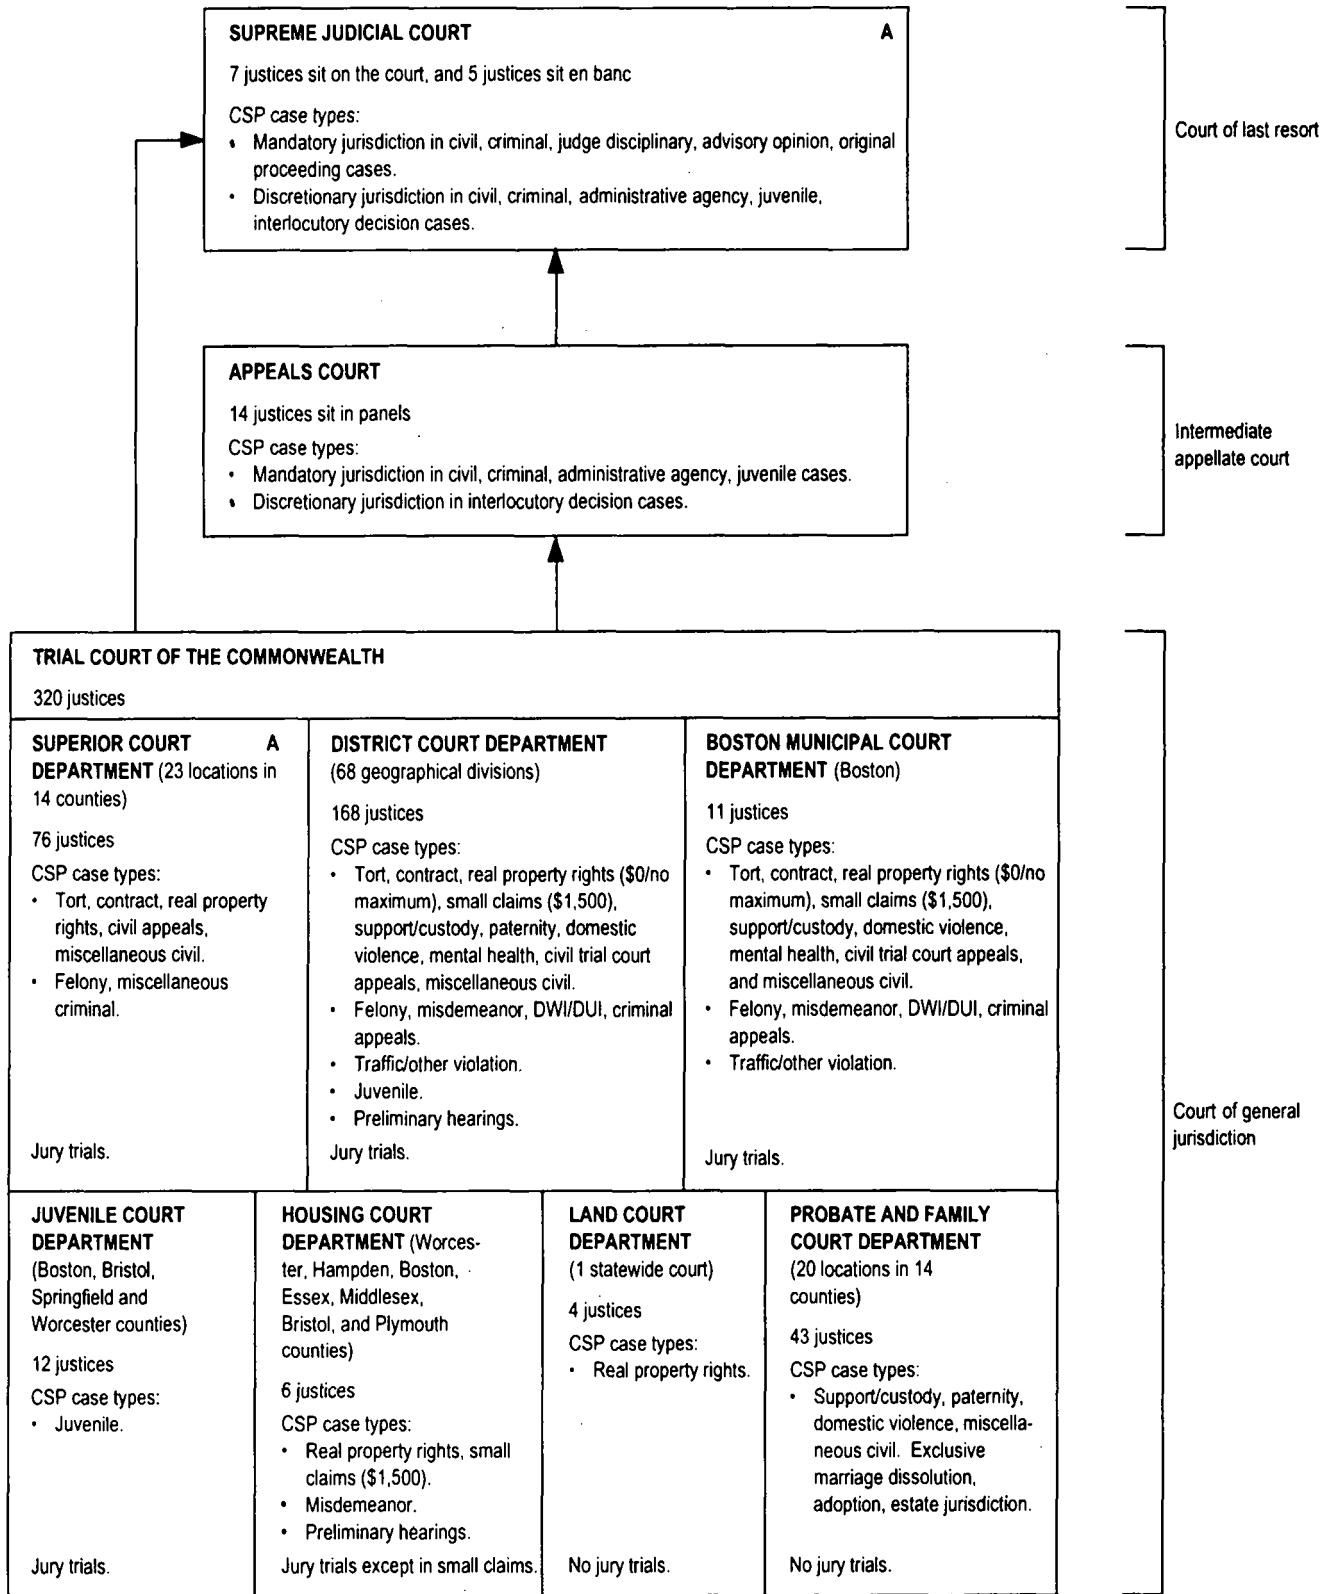 SUPREME JUDICIAL COURT A
7 justices sit on the court, and 5 justices sit en banc
CSP case types:
• Mandatory jurisdiction in civil, criminal, judge disciplinary, advisory opinion, original
proceeding cases.
• Discretionary jurisdiction in civil, criminal, administrative agency, juvenile,
interlocutory decision cases.
Court of last resort
APPEALS COURT
14 justices sit in panels
CSP case types:
• Mandatory jurisdiction in civil, criminal, administrative agency, juvenile cases.
• Discretionary jurisdiction in interlocutory decision cases.
Intermediate
appellate court
TRIAL COURT OF THE COMMONWEALTH
320 justices
SUPERIOR COURT A
DEPARTMENT (23 locations in
14 counties)
76 justices
CSP case types:
• Tort, contract, real property
rights, civil appeals,
miscellaneous civil.
• Felony, miscellaneous
criminal.
Jury trials.
DISTRICT COURT DEPARTMENT
(68 geographical divisions)
168 justices
CSP case types:
• Tort, contract, real property rights ($0/no
maximum), small claims ($1,500),
support/custody, paternity, domestic
violence, mental health, civil trial court
appeals, miscellaneous civil.
• Felony, misdemeanor, DWI/DUI, criminal
appeals.
• Traffic/other violation.
• Juvenile.
• Preliminary hearings.
Jury trials.
BOSTON MUNICIPAL COURT
DEPARTMENT (Boston)
11 justices
CSP case types:
• Tort, contract, real property rights ($0/no
maximum), small claims ($1,500),
support/custody, domestic violence,
mental health, civil trial court appeals,
and miscellaneous civil.
• Felony, misdemeanor, DWI/DUI, criminal
appeals.
• Traffic/other violation.
Jury trials.
Court of general
jurisdiction
JUVENILE COURT
DEPARTMENT
(Boston, Bristol,
Springfield and
Worcester counties)
12 justices
CSP case types:
• Juvenile.
Jury trials.
HOUSING COURT
DEPARTMENT (Worces-
ter, Hampden, Boston,
Essex, Middlesex,
Bristol, and Plymouth
counties)
6 justices
CSP case types:
• Real property rights, small
claims ($1,500).
• Misdemeanor.
• Preliminary hearings.
Jury trials except in small claims.
LAND COURT
DEPARTMENT
(1 statewide court)
4 justices
CSP case types:
• Real property rights.
No jury trials.
PROBATE AND FAMILY
COURT DEPARTMENT
(20 locations in 14
counties)
43 justices
CSP case types:
• Support/custody, paternity,
domestic violence, miscella-
neous civil. Exclusive
marriage dissolution,
adoption, estate jurisdiction.
No jury trials.